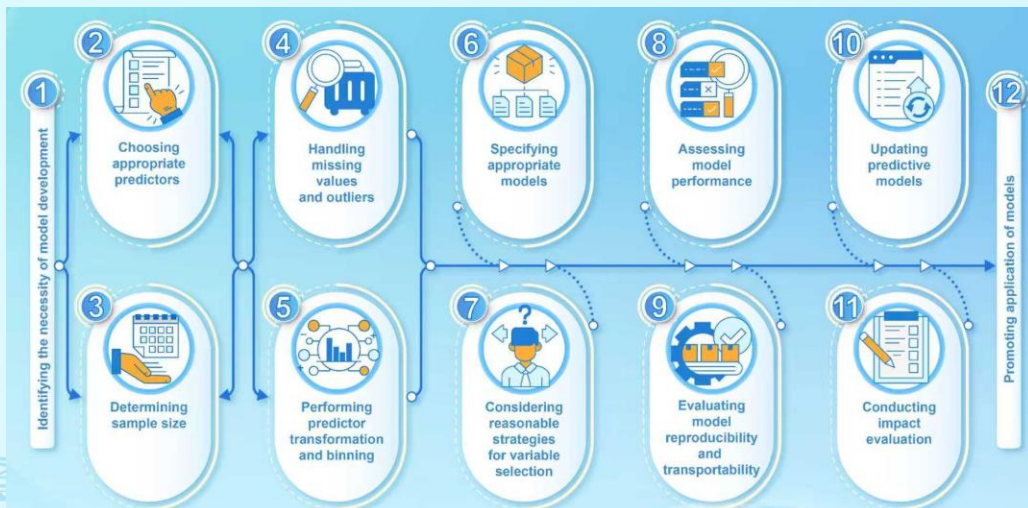 1
Identifying the necessity of model development
2
Choosing
appropriate
predictors
3
Determining
sample size
4
Handling
missing
values
and outliers
5
Performing
predictor
transformation
and binning
6
Specifying
appropriate
models
7
Considering
reasonable
strategies
for variable
selection
8
Assessing
model
performance
9
Evaluating
model
reproducibility
and
transportability
10
Updating
predictive
models
11
Conducting
impact
evaluation
12
Promoting application of models